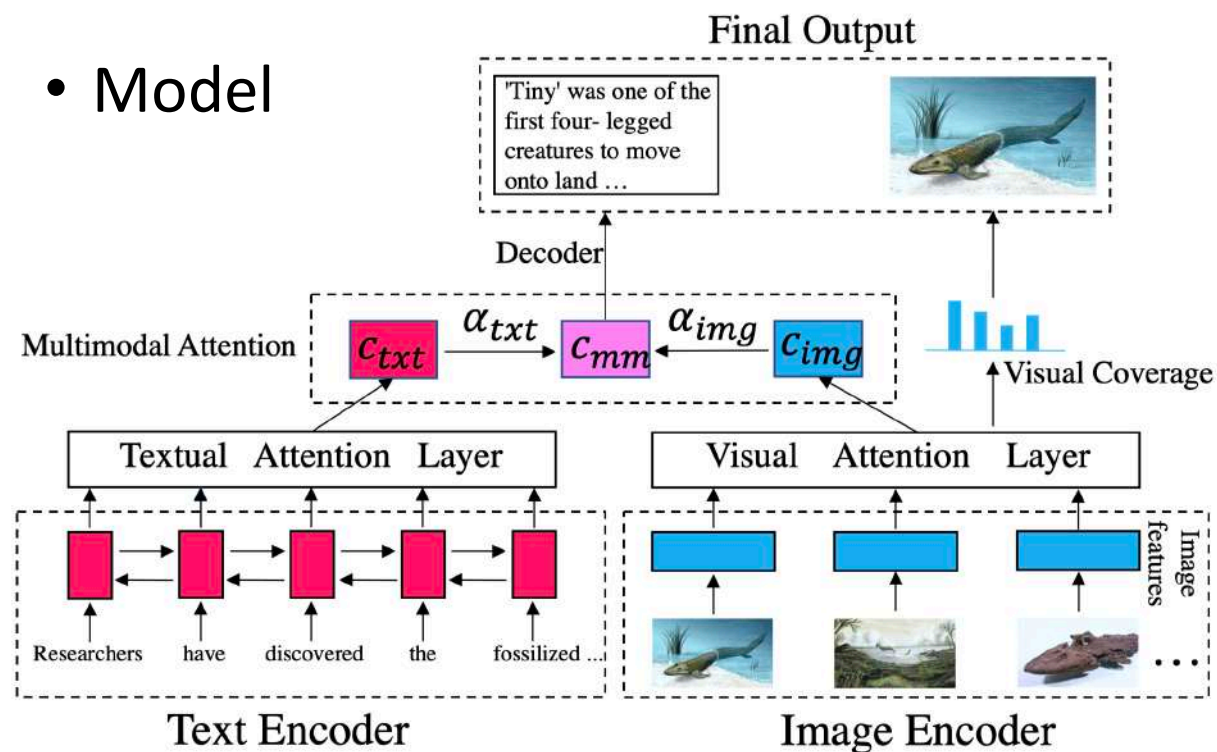 • Model
Final Output
'Tiny' was one of the
first four- legged
creatures to move
onto land ...
Decoder
Multimodal Attention
c_txt
α_txt
c_mm
α_img
c_img
Visual Coverage
Textual Attention Layer
Visual Attention Layer
Image
features
Researchers have discovered the fossilized ...
...
Text Encoder
Image Encoder